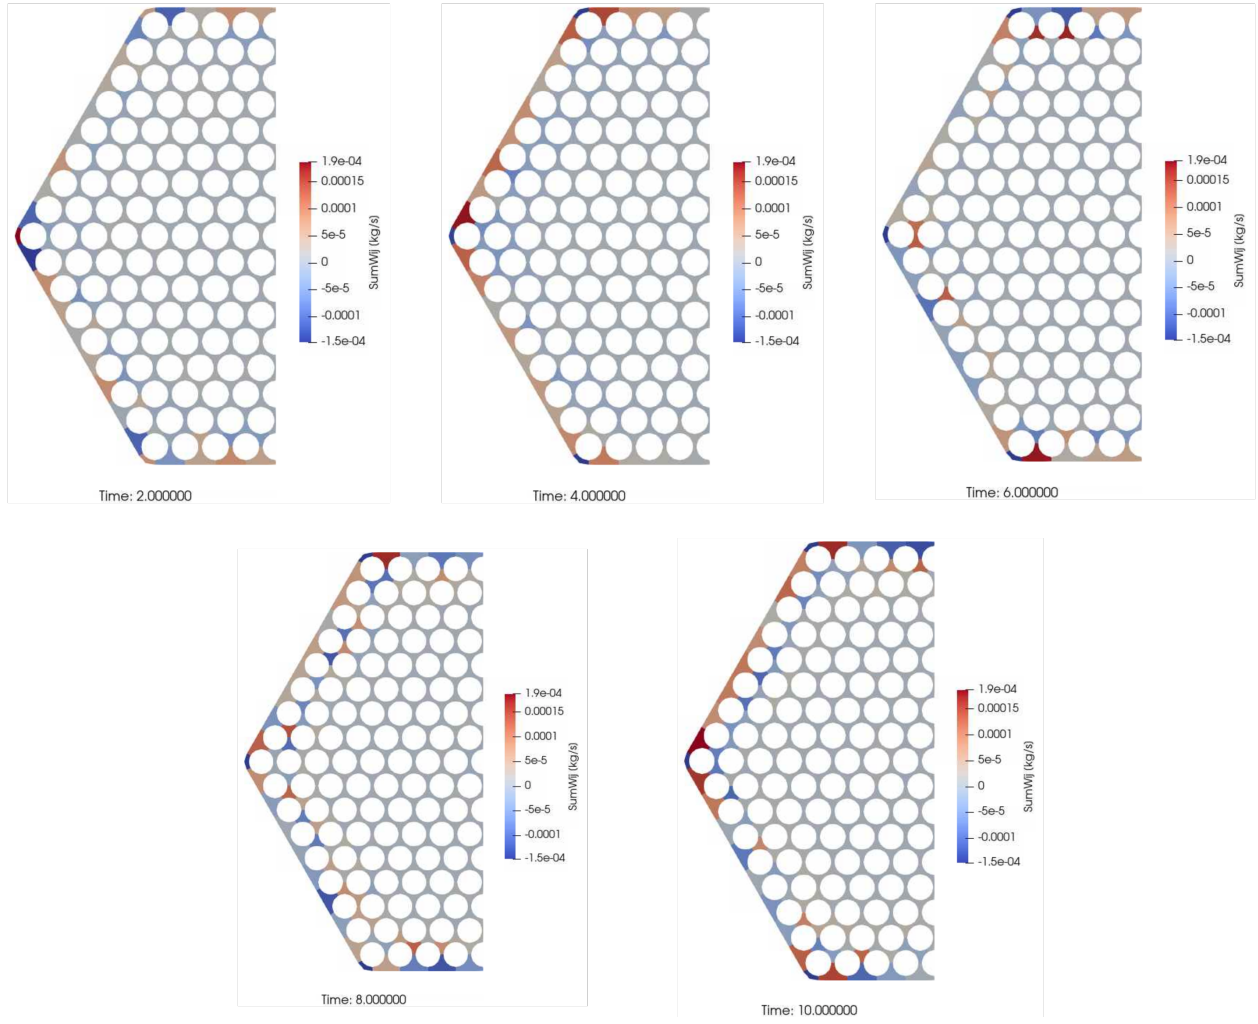 1.9e-04
0.00015
0.0001
5e-5
0
-5e-5
-0.0001
-1.5e-04
SumWij (kg/s)
Time: 2.000000
1.9e-04
0.00015
0.0001
5e-5
0
-5e-5
-0.0001
-1.5e-04
SumWij (kg/s)
Time: 4.000000
1.9e-04
0.00015
0.0001
5e-5
0
-5e-5
-0.0001
-1.5e-04
SumWij (kg/s)
Time: 6.000000
1.9e-04
0.00015
0.0001
5e-5
0
-5e-5
-0.0001
-1.5e-04
SumWij (kg/s)
Time: 8.000000
1.9e-04
0.00015
0.0001
5e-5
0
-5e-5
-0.0001
-1.5e-04
SumWij (kg/s)
Time: 10.000000